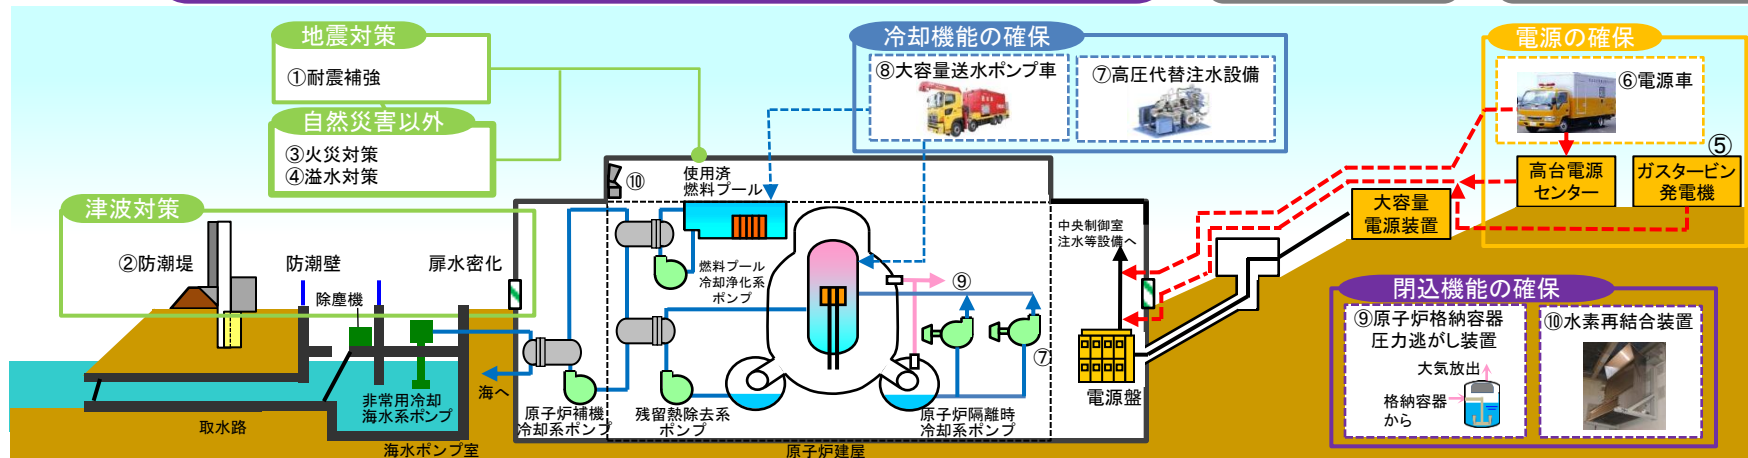 地震対策
①耐震補強
自然災害以外
③火災対策
④溢水対策
津波対策
②防潮堤
防潮壁
扉水密化
除塵機
非常用冷却
海水系ポンプ
取水路
海水ポンプ室
海へ
冷却機能の確保
⑧大容量送水ポンプ車
⑦高圧代替注水設備
⑩
使用済
燃料プール
燃料プール
冷却浄化系
ポンプ
原子炉補機
冷却系ポンプ
残留熱除去系
ポンプ
⑨
⑦
原子炉隔離時
冷却系ポンプ
原子炉建屋
中央制御室
注水等設備へ
電源盤
電源の確保
⑥電源車
⑤
高台電源
センター
ガスタービン
発電機
大容量
電源装置
閉込機能の確保
⑨原子炉格納容器
圧力逃がし装置
大気放出
格納容器
から
⑩水素再結合装置